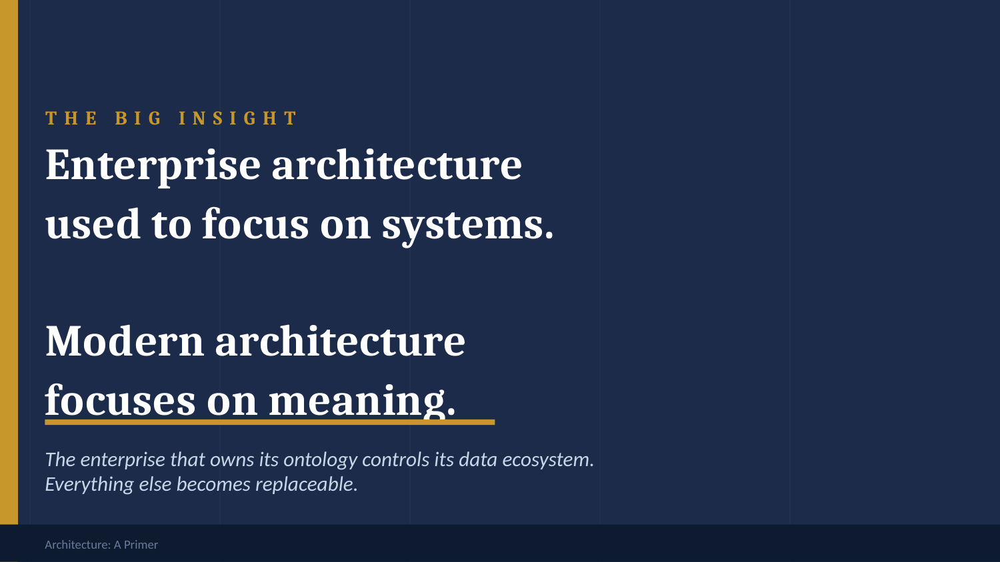 THE BIG INSIGHT
Enterprise architecture
used to focus on systems.
Modern architecture
focuses on meaning.
The enterprise that owns its ontology controls its data ecosystem.
Everything else becomes replaceable.
Architecture: A Primer